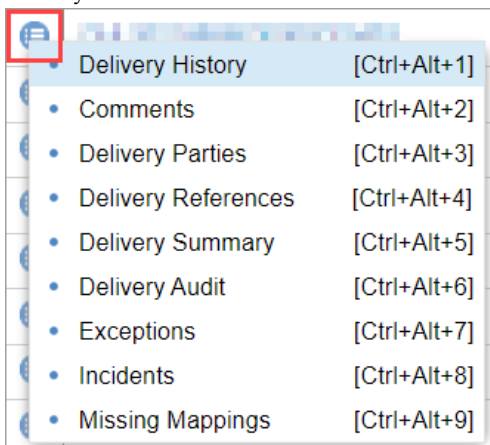 Delivery History [Ctrl+Alt+1]
Comments [Ctrl+Alt+2]
Delivery Parties [Ctrl+Alt+3]
Delivery References [Ctrl+Alt+4]
Delivery Summary [Ctrl+Alt+5]
Delivery Audit [Ctrl+Alt+6]
Exceptions [Ctrl+Alt+7]
Incidents [Ctrl+Alt+8]
Missing Mappings [Ctrl+Alt+9]